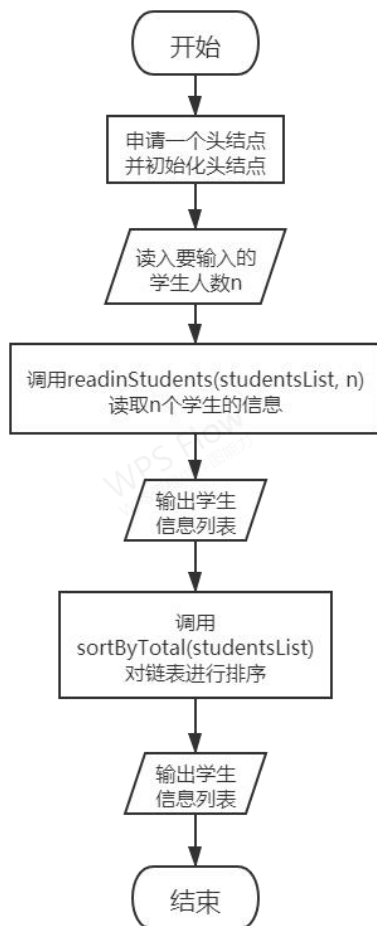 开始
申请一个头结点
并初始化头结点
读入要输入的
学生人数n
调用readinStudents(studentsList, n)
读取n个学生的信息
WPS Flow
输出学生
信息列表
调用
sortByTotal(studentsList)
对链表进行排序
输出学生
信息列表
结束